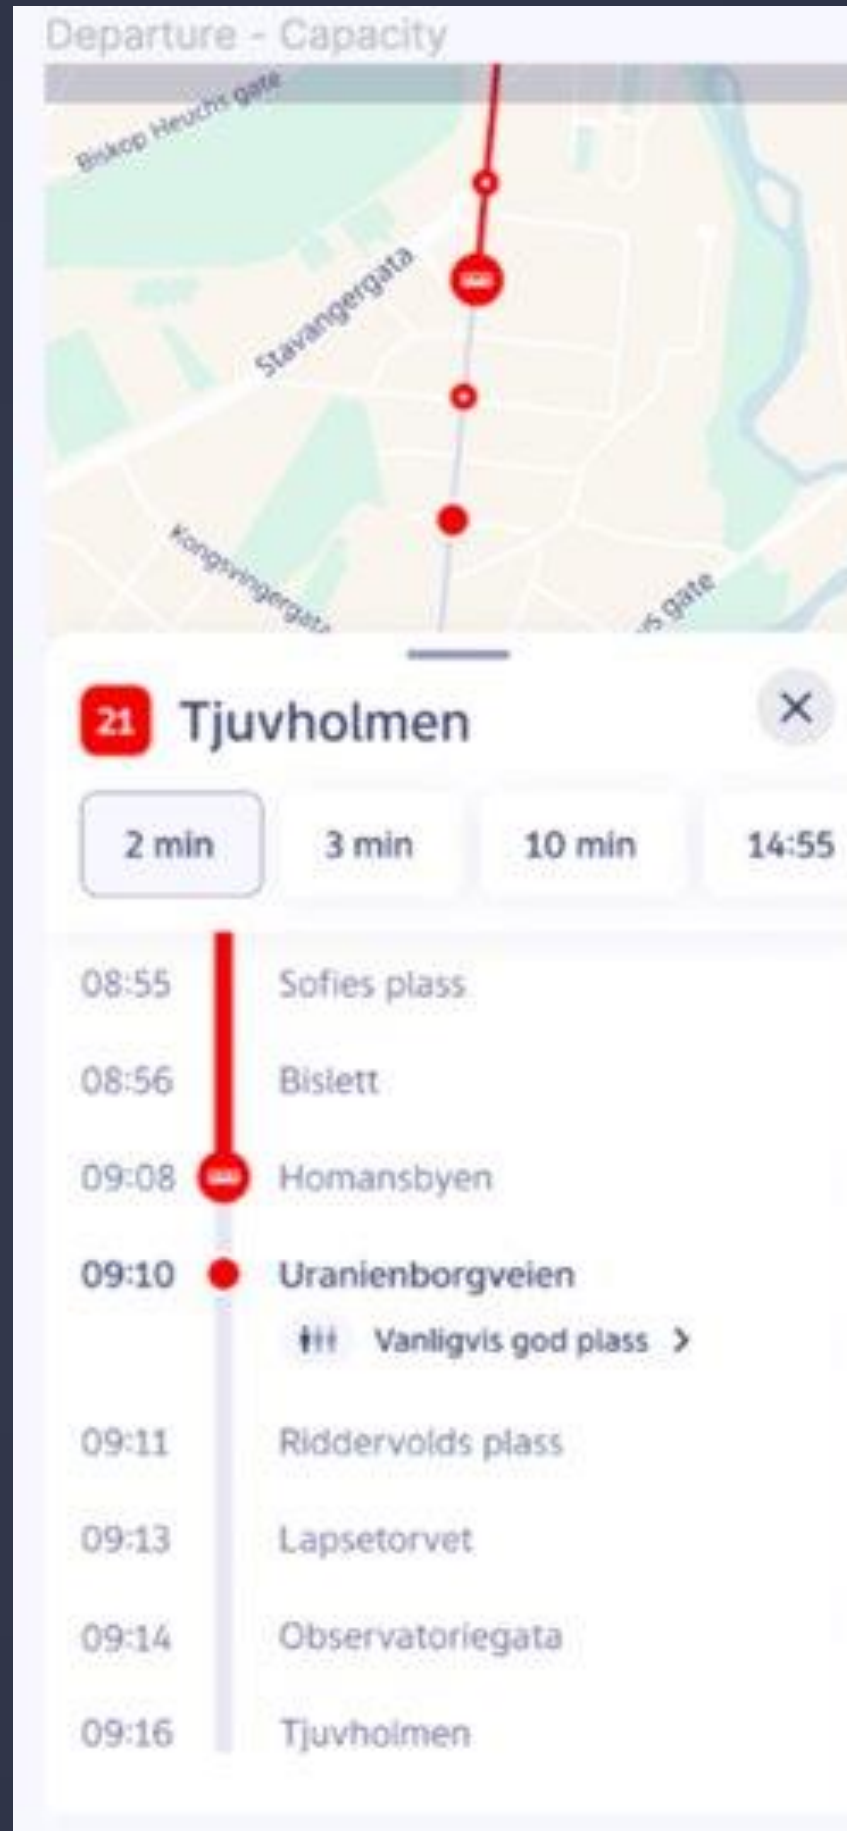 Departure - Capacity
Biskop Heuchs gate
Stavangergata
Kongsvingergata
gate
21 Tjuvholmen
2 min 3 min 10 min 14:55
08:55 Sofies plass
08:56 Bislett
09:08 Homansbyen
09:10 Uranienborgveien
Vanligvis god plass
09:11 Riddervolds plass
09:13 Lapsetorvet
09:14 Observatoriegata
09:16 Tjuvholmen